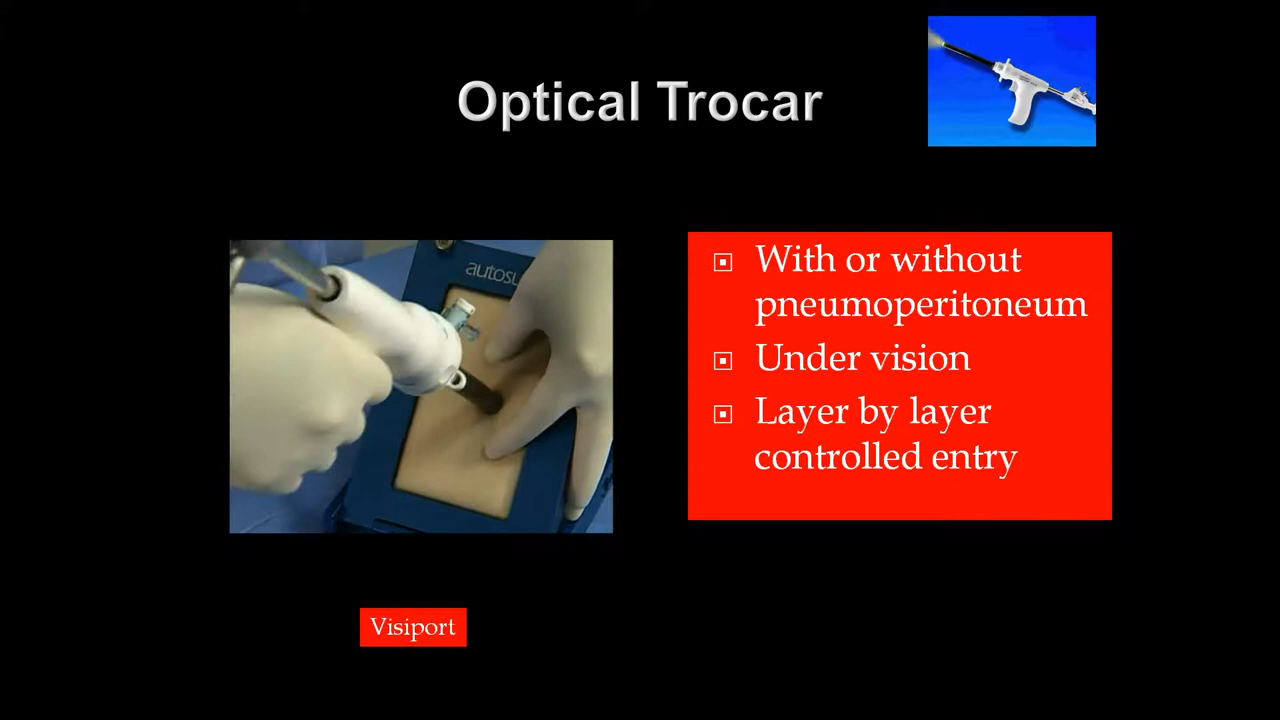 Optical Trocar
With or without
pneumoperitoneum
Under vision
Layer by layer
controlled entry
Visiport